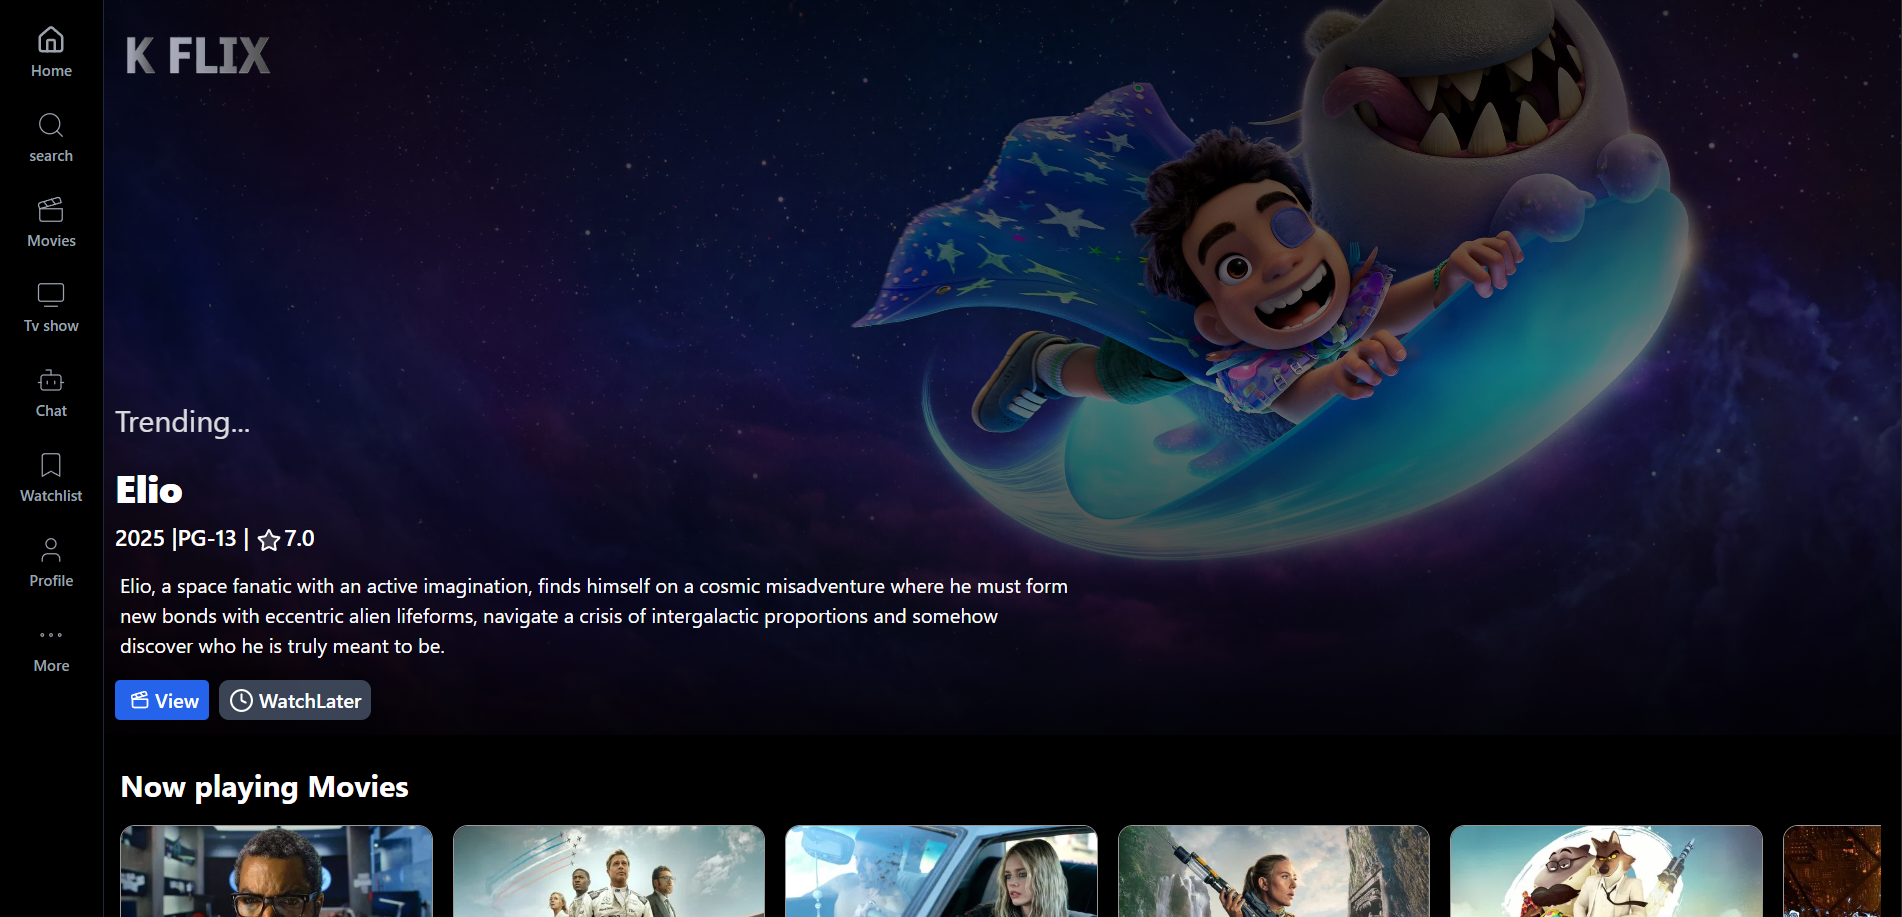 Home
search
Movies
Tv show
Chat
Watchlist
Profile
More
K FLIX
Trending...
Elio
2025 |PG-13 | 7.0
Elio, a space fanatic with an active imagination, finds himself on a cosmic misadventure where he must form
new bonds with eccentric alien lifeforms, navigate a crisis of intergalactic proportions and somehow
discover who he is truly meant to be.
View
WatchLater
Now playing Movies